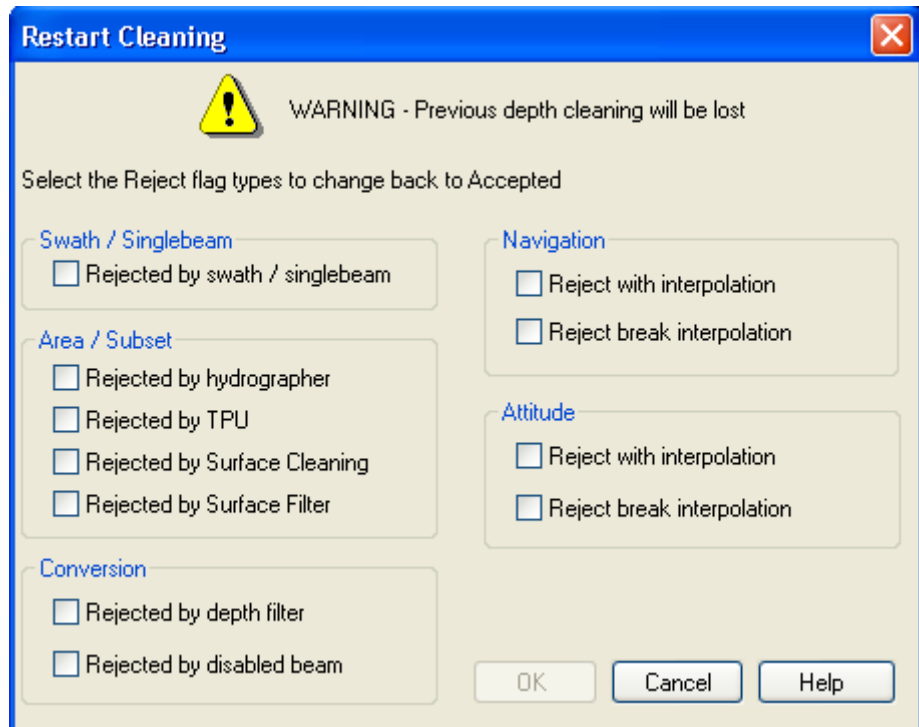 Restart Cleaning
WARNING - Previous depth cleaning will be lost
Select the Reject flag types to change back to Accepted
Swath / Singlebeam
Rejected by swath / singlebeam
Area / Subset
Rejected by hydrographer
Rejected by TPU
Rejected by Surface Cleaning
Rejected by Surface Filter
Conversion
Rejected by depth filter
Rejected by disabled beam
Navigation
Reject with interpolation
Reject break interpolation
Attitude
Reject with interpolation
Reject break interpolation
OK
Cancel
Help